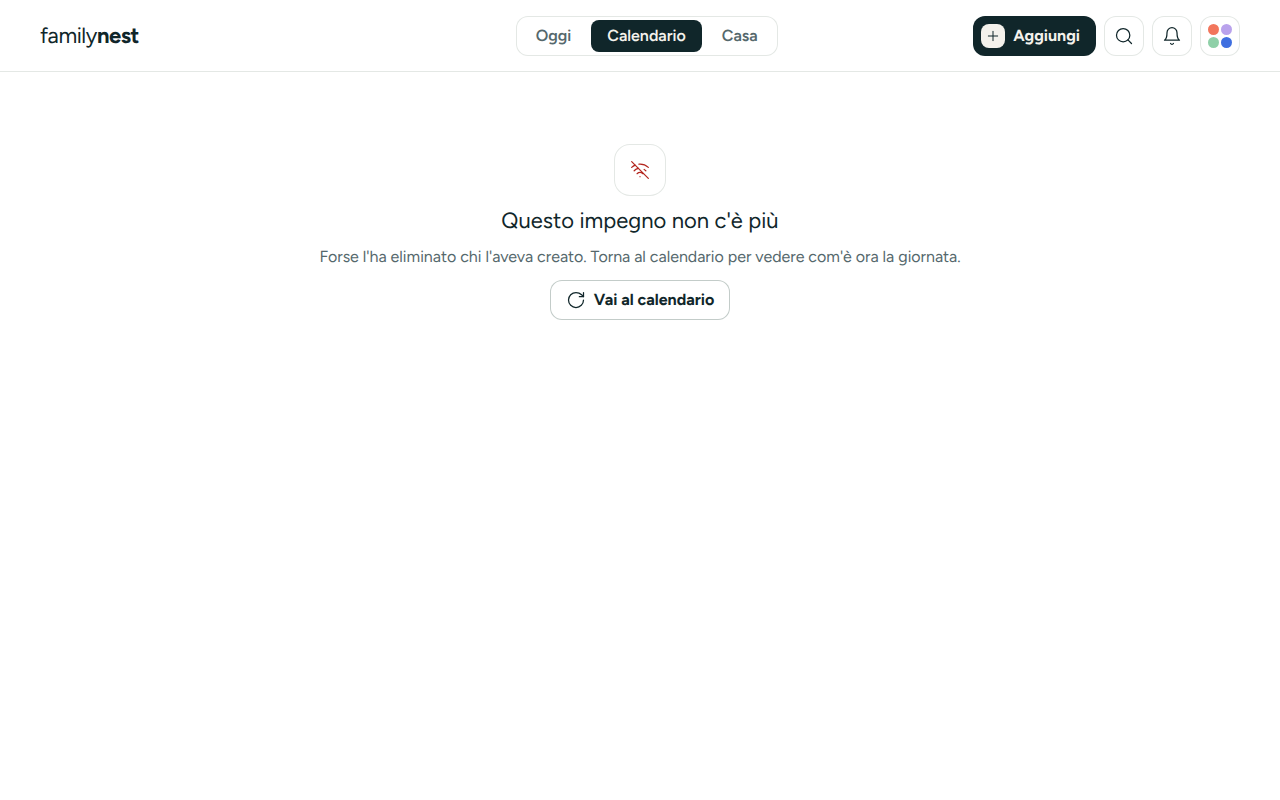 familynest
Oggi
Calendario
Casa
Aggiungi
Questo impegno non c'è più
Forse l'ha eliminato chi l'aveva creato. Torna al calendario per vedere com'è ora la giornata.
Vai al calendario